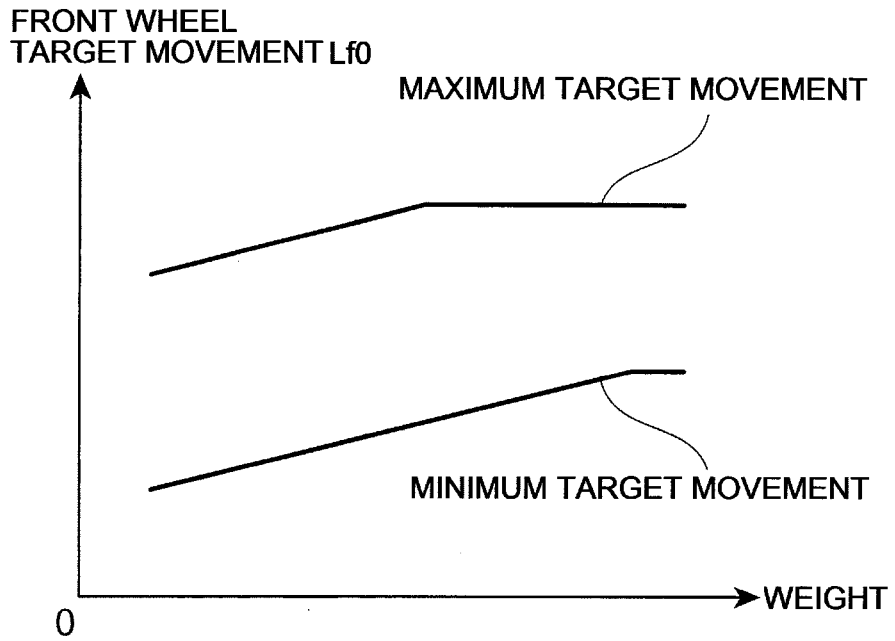 FRONT WHEEL
TARGET MOVEMENT Lf0
MAXIMUM TARGET MOVEMENT
MINIMUM TARGET MOVEMENT
WEIGHT
0